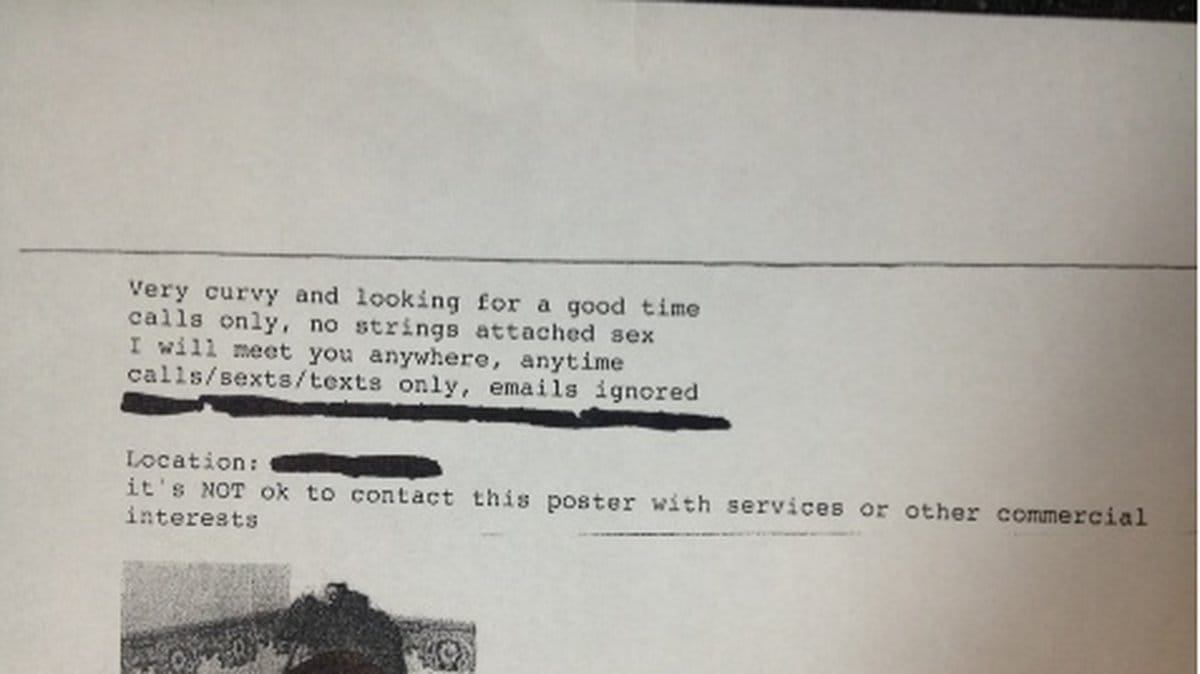 Very curvy and looking for a good time
calls only, no strings attached sex
I will meet you anywhere, anytime
calls/sexts/texts only, emails ignored
Location:
it's NOT ok to contact this poster with services or other commercial
interests